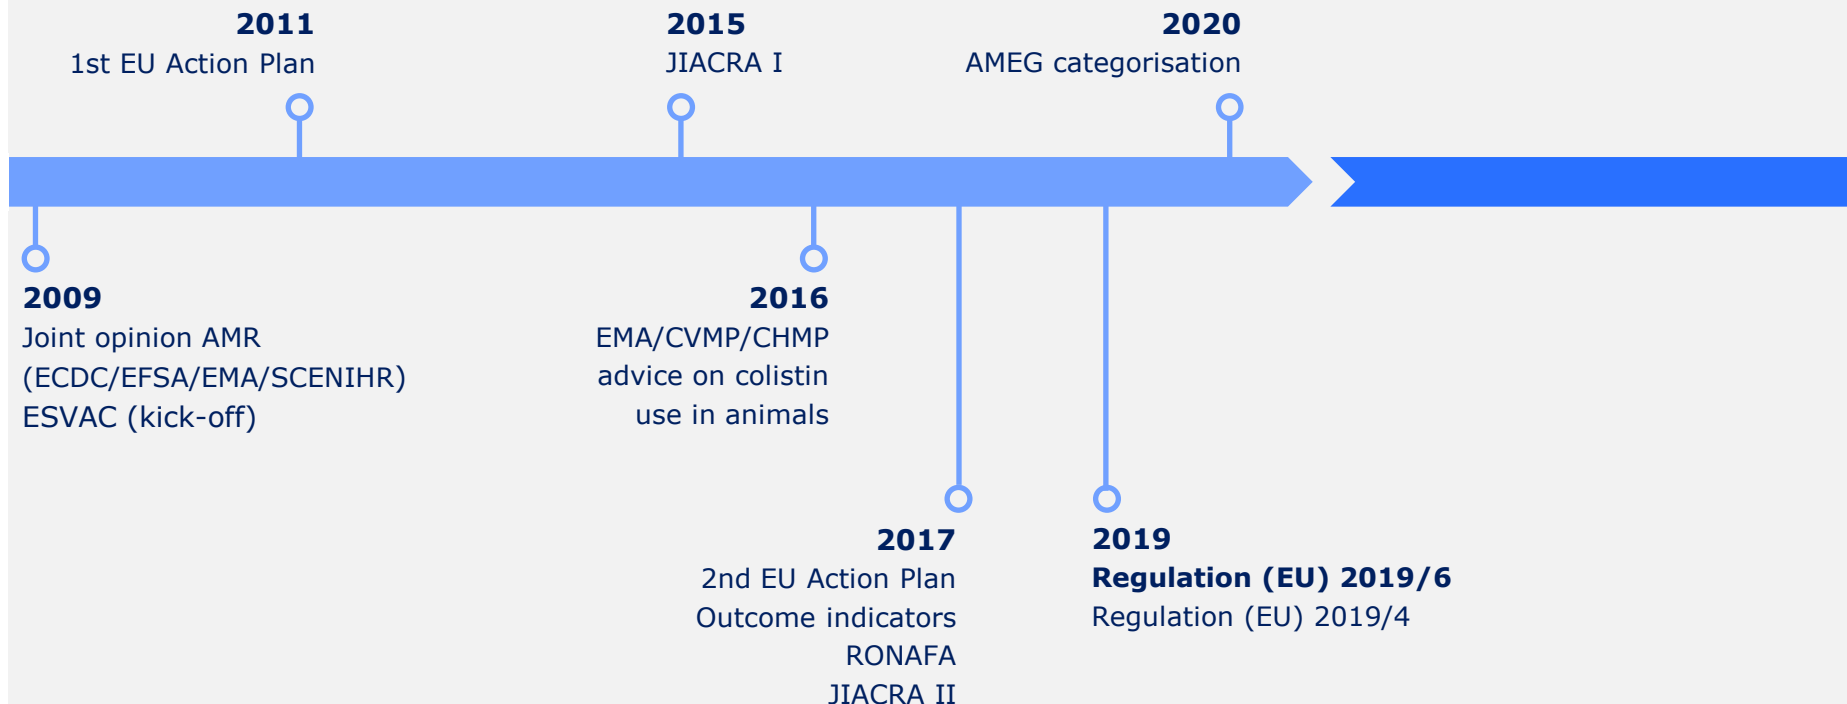 2011
1st EU Action Plan
2015
JIACRA I
2020
AMEG categorisation
2009
Joint opinion AMR
(ECDC/EFSA/EMA/SCENIHR)
ESVAC (kick-off)
2016
EMA/CVMP/CHMP
advice on colistin
use in animals
2017
2nd EU Action Plan
Outcome indicators
RONAFA
JIACRA II
2019
Regulation (EU) 2019/6
Regulation (EU) 2019/4